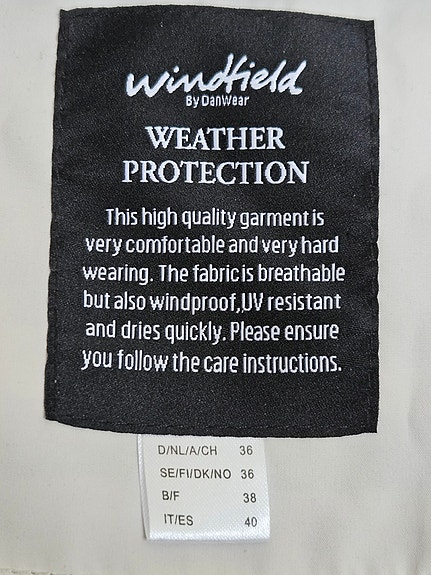 windfield
By DanWear
WEATHER
PROTECTION
This high quality garment is
very comfortable and very hard
wearing. The fabric is breathable
but also windproof,UV resistant
and dries quickly. Please ensure
you follow the care instructions.
D/NL/A/CH 36
SE/FI/DK/NO 36
B/F 38
IT/ES 40